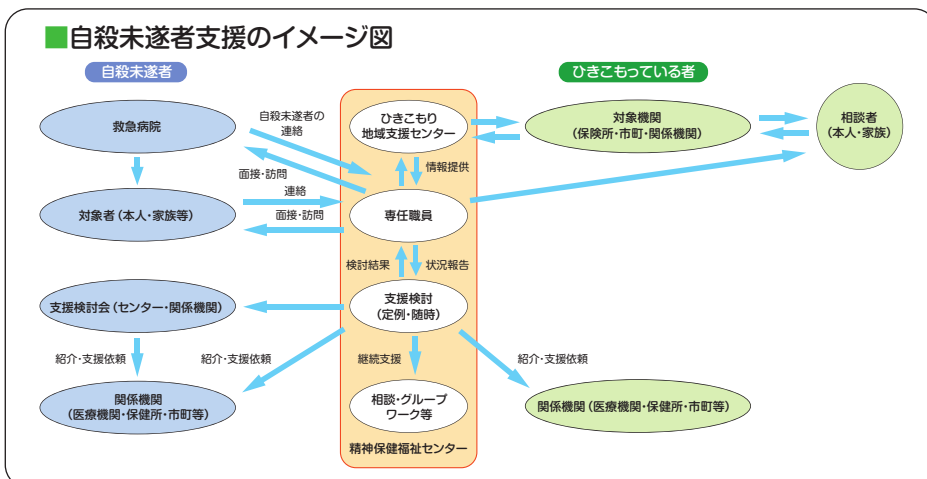 ■自殺未遂者支援のイメージ図
自殺未遂者
ひきこもっている者
救急病院
自殺未遂者の
連絡
ひきこもり
地域支援センター
対象機関
(保険所・市町・関係機関)
相談者
(本人・家族)
面接・訪問
情報提供
連絡
対象者(本人・家族等)
面接・訪問
専任職員
検討結果
状況報告
支援検討会(センター・関係機関)
支援検討
(定例・随時)
紹介・支援依頼
紹介・支援依頼
継続支援
紹介・支援依頼
関係機関
(医療機関・保健所・市町等)
相談・グループ
ワーク等
関係機関(医療機関・保健所・市町等)
精神保健福祉センター